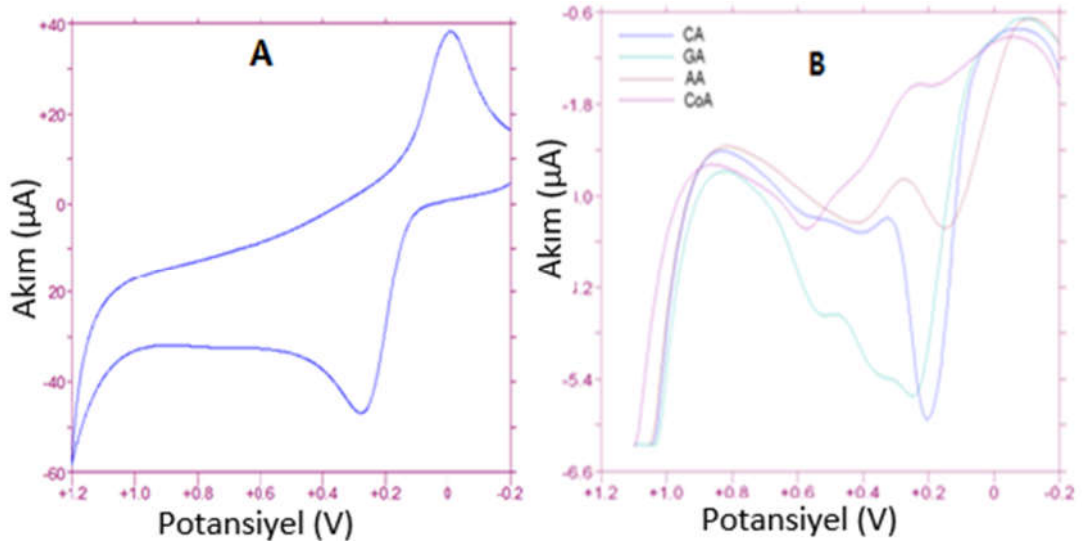 A
Akım (µA)
+40
+20
0
20
-40
-60
+1.2
+1.0
+0.8
+0.6
+0.4
+0.2
0
-0.2
Potansiyel (V)
B
CA
GA
AA
CoA
Akım (µA)
-0.6
-1.8
1.0
1.2
-5.4
-6.6
+1.2
+1.0
+0.8
+0.6
+0.4
+0.2
0
-0.2
Potansiyel (V)